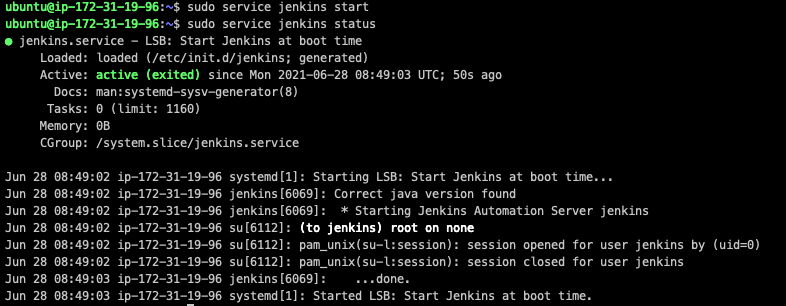 ubuntu@ip-172-31-19-96:~$ sudo service jenkins start
ubuntu@ip-172-31-19-96:~$ sudo service jenkins status
● jenkins.service - LSB: Start Jenkins at boot time
     Loaded: loaded (/etc/init.d/jenkins; generated)
     Active: active (exited) since Mon 2021-06-28 08:49:03 UTC; 50s ago
       Docs: man:systemd-sysv-generator(8)
      Tasks: 0 (limit: 1160)
     Memory: 0B
     CGroup: /system.slice/jenkins.service

Jun 28 08:49:02 ip-172-31-19-96 systemd[1]: Starting LSB: Start Jenkins at boot time...
Jun 28 08:49:02 ip-172-31-19-96 jenkins[6069]: Correct java version found
Jun 28 08:49:02 ip-172-31-19-96 jenkins[6069]:  * Starting Jenkins Automation Server jenkins
Jun 28 08:49:02 ip-172-31-19-96 su[6112]: (to jenkins) root on none
Jun 28 08:49:02 ip-172-31-19-96 su[6112]: pam_unix(su-l:session): session opened for user jenkins by (uid=0)
Jun 28 08:49:02 ip-172-31-19-96 su[6112]: pam_unix(su-l:session): session closed for user jenkins
Jun 28 08:49:03 ip-172-31-19-96 jenkins[6069]:    ...done.
Jun 28 08:49:03 ip-172-31-19-96 systemd[1]: Started LSB: Start Jenkins at boot time.